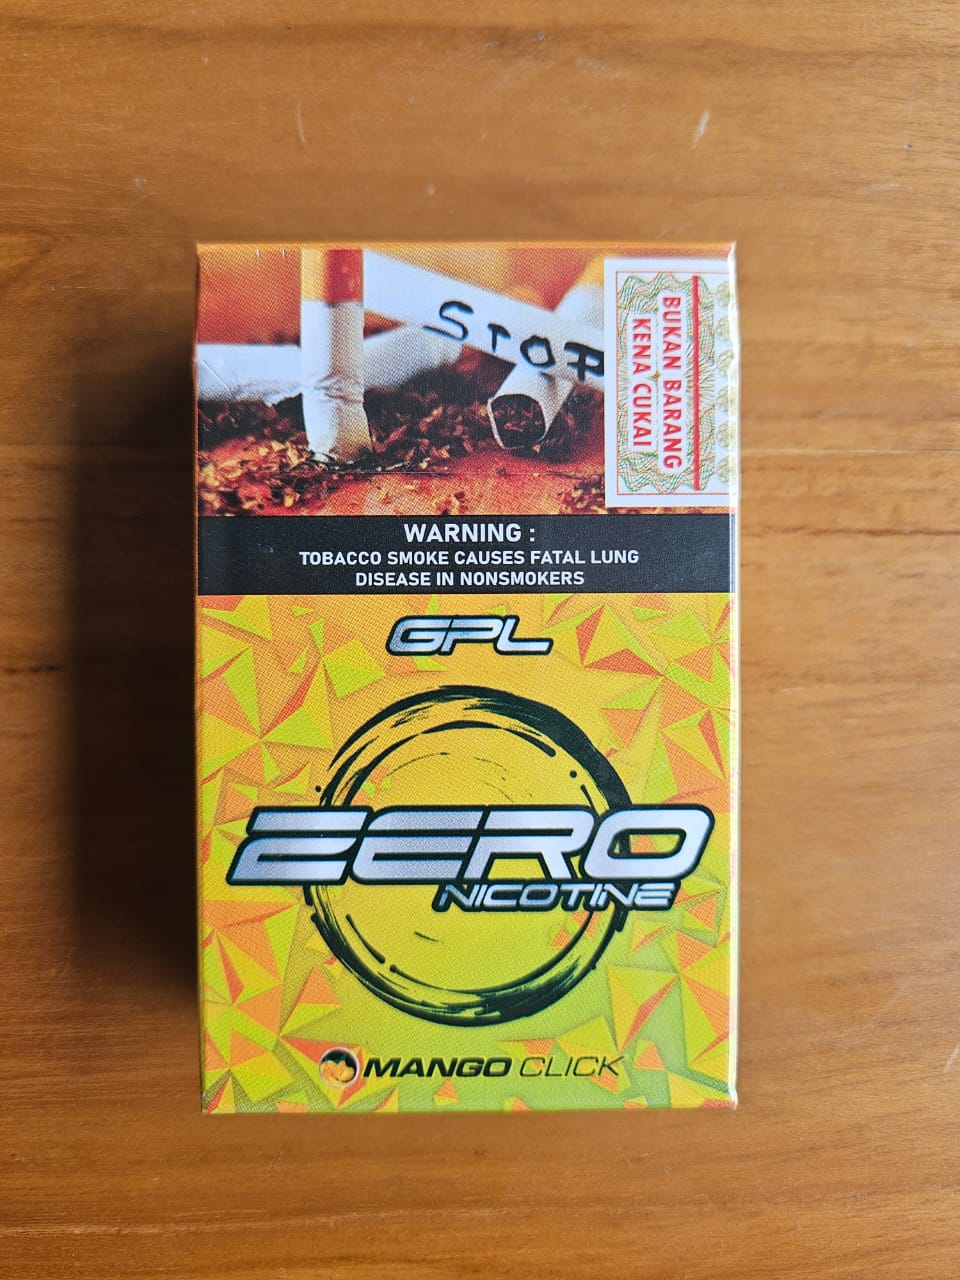 STOP
BUKAN BARANG
KENA CUKAI
WARNING :
TOBACCO SMOKE CAUSES FATAL LUNG
DISEASE IN NONSMOKERS
GPL
ZERO
NICOTINE
MANGO CLICK